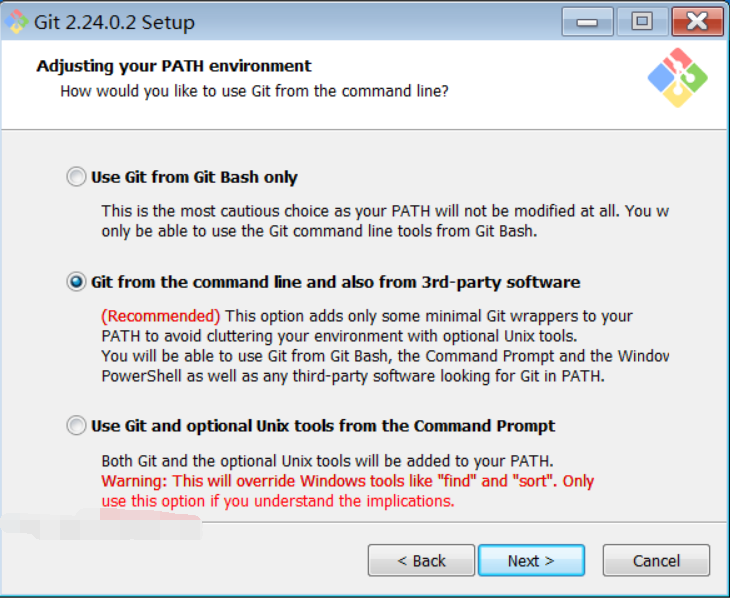 Git 2.24.0.2 Setup
Adjusting your PATH environment
How would you like to use Git from the command line?
Use Git from Git Bash only
This is the most cautious choice as your PATH will not be modified at all. You w
only be able to use the Git command line tools from Git Bash.
Git from the command line and also from 3rd-party software
(Recommended) This option adds only some minimal Git wrappers to your
PATH to avoid cluttering your environment with optional Unix tools.
You will be able to use Git from Git Bash, the Command Prompt and the Window
PowerShell as well as any third-party software looking for Git in PATH.
Use Git and optional Unix tools from the Command Prompt
Both Git and the optional Unix tools will be added to your PATH.
Warning: This will override Windows tools like "find" and "sort". Only
use this option if you understand the implications.
< Back Next > Cancel